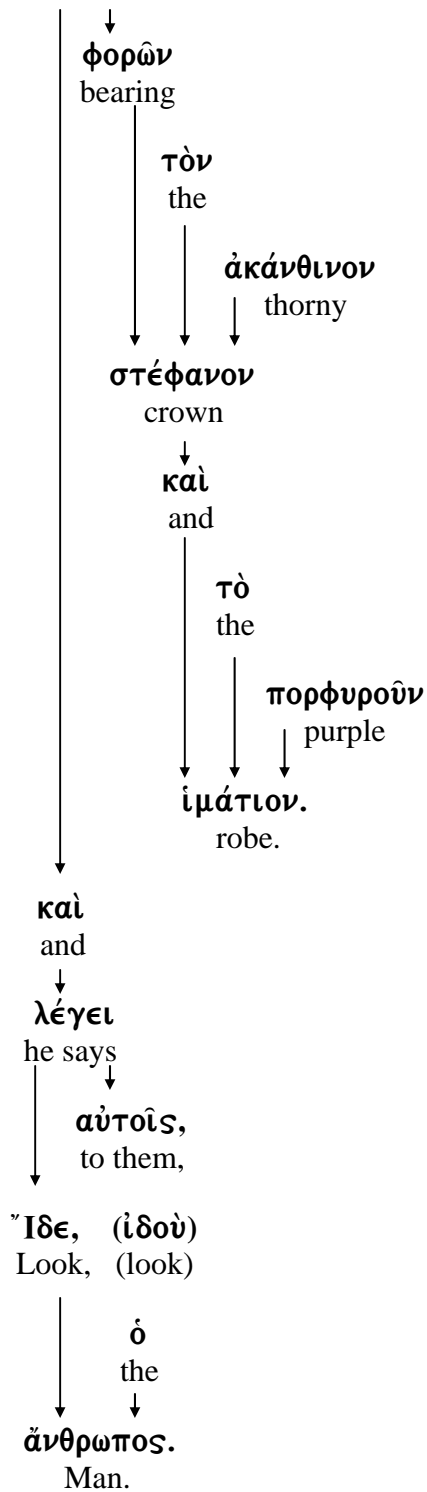 φορῶν
bearing
τὸν
the
ἀκάνθινον
thorny
στέφανον
crown
καὶ
and
τὸ
the
πορφυροῦν
purple
ἱμάτιον.
robe.
καὶ
and
λέγει
he says
αὐτοῖς,
to them,
Ἴδε, (ἰδοὺ)
Look, (look)
ὁ
the
ἄνθρωπος.
Man.